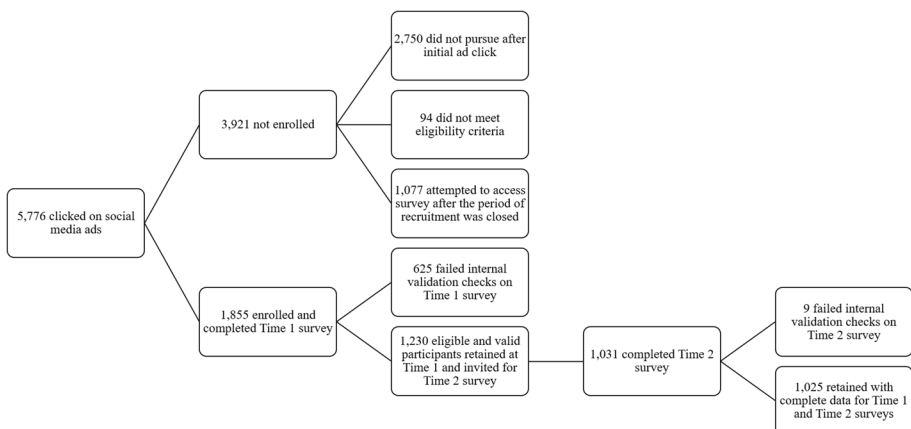 2,750 did not pursue after
initial ad click
3,921 not enrolled
94 did not meet
eligibility criteria
1,077 attempted to access
survey after the period of
recruitment was closed
5,776 clicked on social
media ads
625 failed internal
validation checks on
Time 1 survey
1,855 enrolled and
completed Time 1 survey
1,230 eligible and valid
participants retained at
Time 1 and invited for
Time 2 survey
1,031 completed Time 2
survey
9 failed internal
validation checks on
Time 2 survey
1,025 retained with
complete data for Time 1
and Time 2 surveys